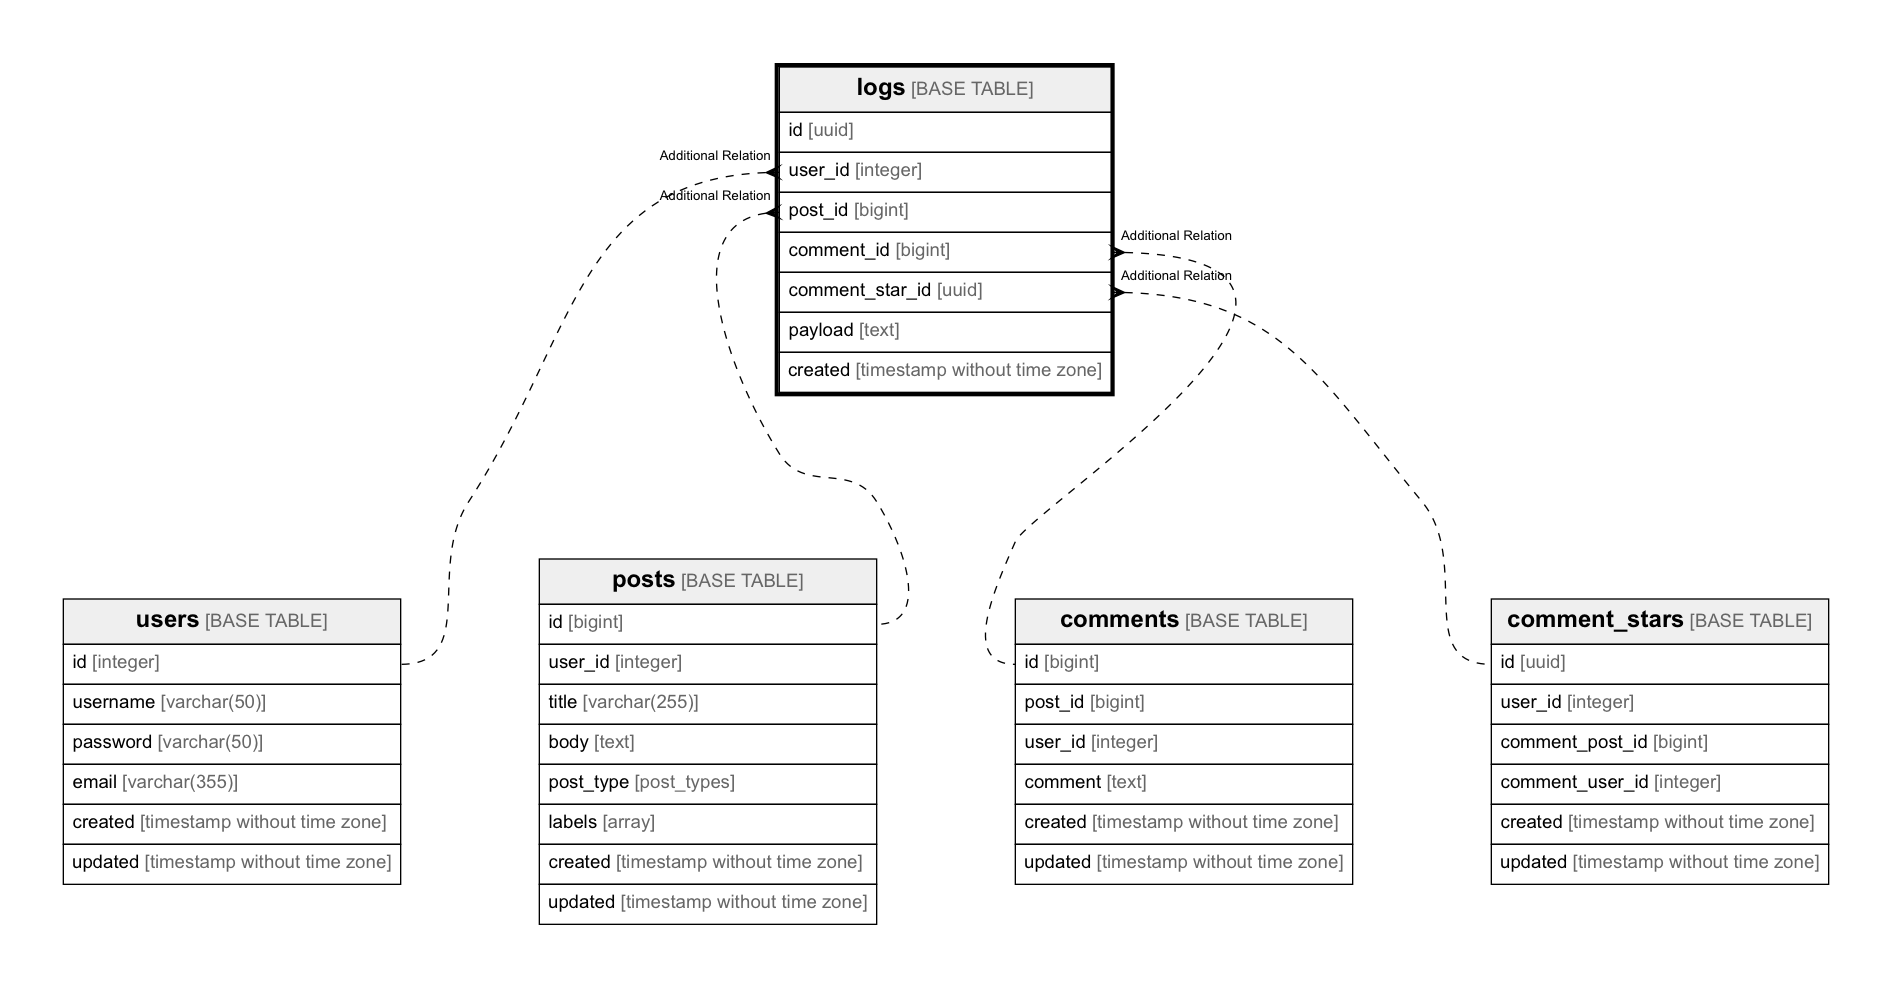 logs [BASE TABLE]
id [uuid]
Additional Relation
user_id [integer]
Additional Relation
post_id [bigint]
Additional Relation
comment_id [bigint]
Additional Relation
comment_star_id [uuid]
payload [text]
created [timestamp without time zone]
users [BASE TABLE]
id [integer]
username [varchar(50)]
password [varchar(50)]
email [varchar(355)]
created [timestamp without time zone]
updated [timestamp without time zone]
posts [BASE TABLE]
id [bigint]
user_id [integer]
title [varchar(255)]
body [text]
post_type [post_types]
labels [array]
created [timestamp without time zone]
updated [timestamp without time zone]
comments [BASE TABLE]
id [bigint]
post_id [bigint]
user_id [integer]
comment [text]
created [timestamp without time zone]
updated [timestamp without time zone]
comment_stars [BASE TABLE]
id [uuid]
user_id [integer]
comment_post_id [bigint]
comment_user_id [integer]
created [timestamp without time zone]
updated [timestamp without time zone]